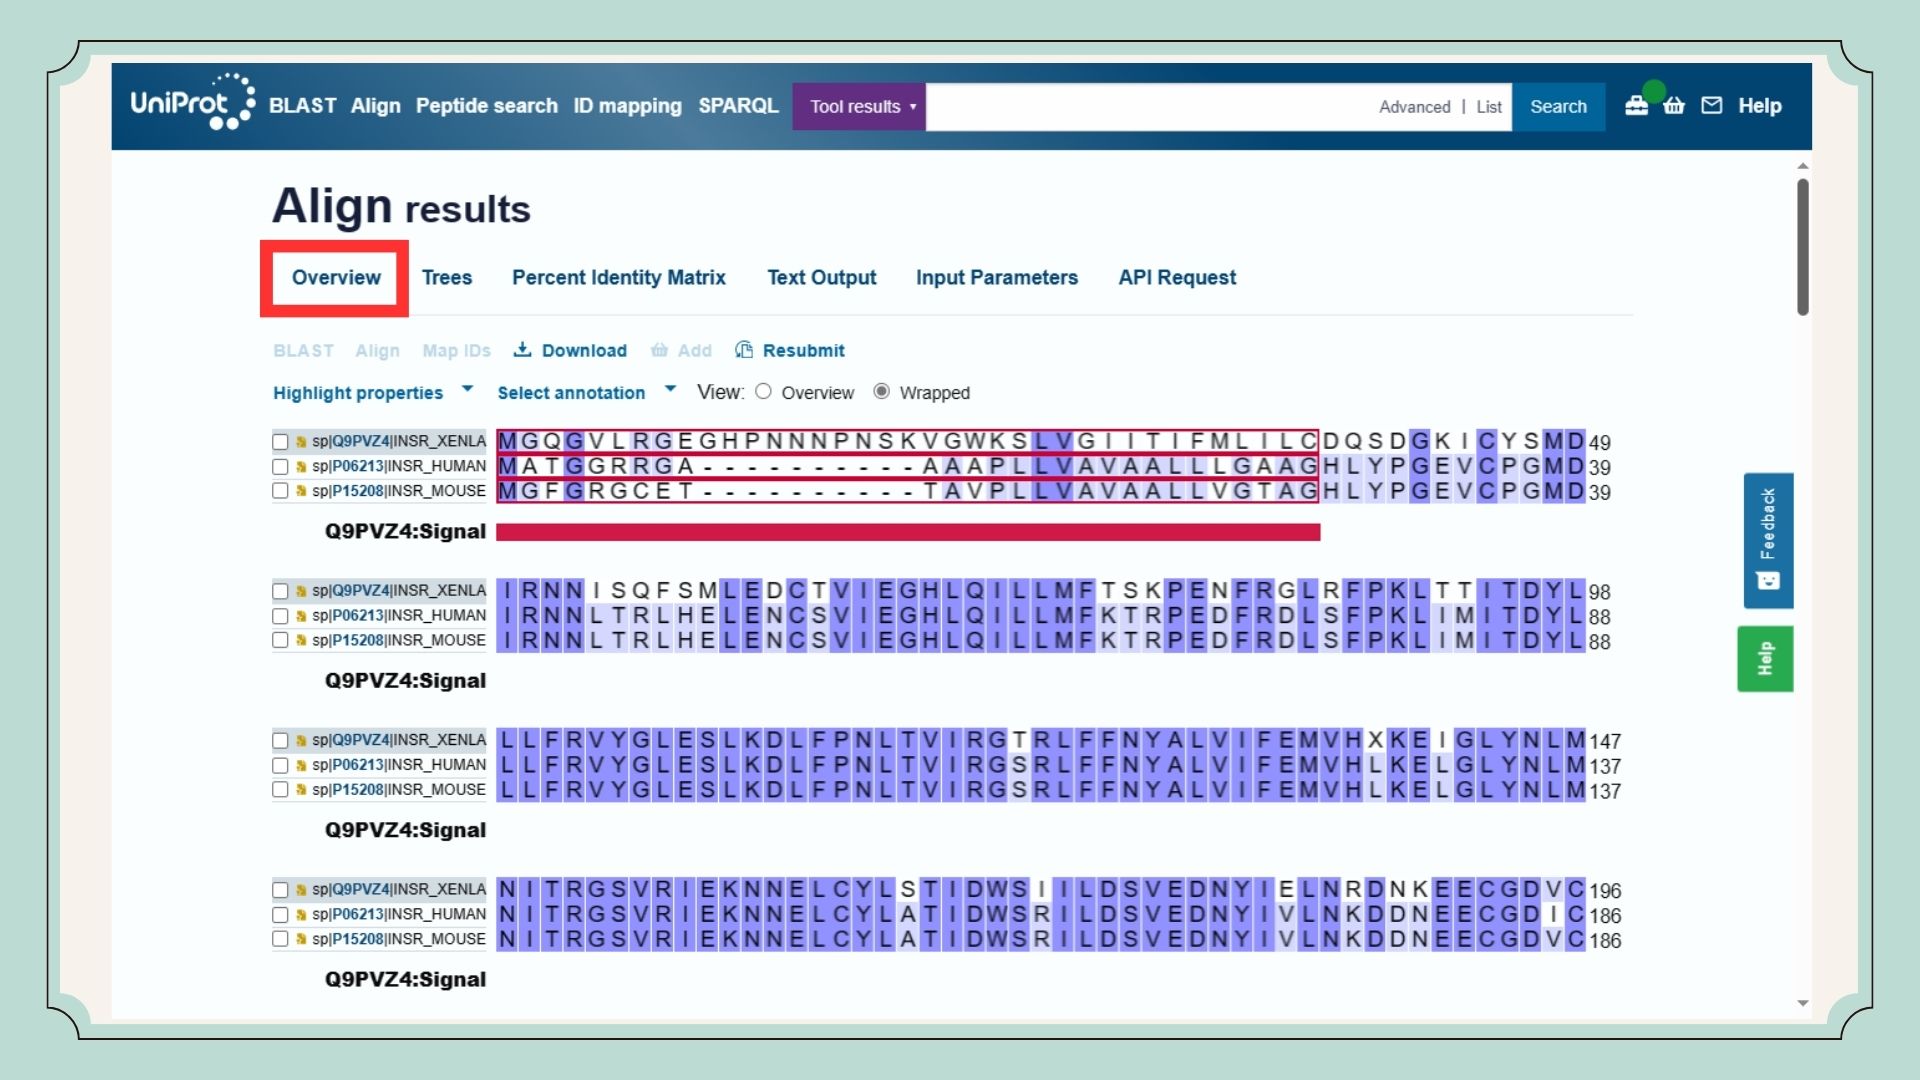 UniProt BLAST Align Peptide search ID mapping SPARQL Tool results Advanced | List Search Help
Align results
Overview Trees Percent Identity Matrix Text Output Input Parameters API Request
BLAST Align Map IDs Download Add Resubmit
Highlight properties Select annotation View: Overview Wrapped
sp|Q9PVZ4|INSR_XENLA MGQGVLRGEGHPNNNPNSKVGWKSLVGIITIFMLILCDQSDGKICYSMD 49
sp|P06213|INSR_HUMAN MATGGRRGA----------AAAPLLVAVAALLLGAAGHLYPGEVCPGMD 39
sp|P15208|INSR_MOUSE MGFGRGCET----------TAVPLLVAVAALLVGTAGHLYPGEVCPGMD 39
Q9PVZ4:Signal
sp|Q9PVZ4|INSR_XENLA IRNNISQFSMLEDCTVIEGHLQILLMFTSKPENFRGLRFPKLTTITDYL 98
sp|P06213|INSR_HUMAN IRNNLTRLHELENCSVIEGHLQILLMFKTRPEDFRDLSFPKLIMITDYL 88
sp|P15208|INSR_MOUSE IRNNLTRLHELENCSVIEGHLQILLMFKTRPEDFRDLSFPKLIMITDYL 88
Q9PVZ4:Signal
sp|Q9PVZ4|INSR_XENLA LLFRVYGLESLKDLFPNLTVIRGTRLFFNYALVIFEMVHXKEIGLYNLM 147
sp|P06213|INSR_HUMAN LLFRVYGLESLKDLFPNLTVIRGSRLFFNYALVIFEMVHLKELGLYNLM 137
sp|P15208|INSR_MOUSE LLFRVYGLESLKDLFPNLTVIRGSRLFFNYALVIFEMVHLKELGLYNLM 137
Q9PVZ4:Signal
sp|Q9PVZ4|INSR_XENLA NITRGSVRIEKNNELCYLSTIDWSIILDSVEDNYIELNRDNKEECGDVC 196
sp|P06213|INSR_HUMAN NITRGSVRIEKNNELCYLATIDWSRILDSVEDNYIVLNKDDNEECGDIC 186
sp|P15208|INSR_MOUSE NITRGSVRIEKNNELCYLATIDWSRILDSVEDNYIVLNKDDNEECGDVC 186
Q9PVZ4:Signal
Feedback
Help